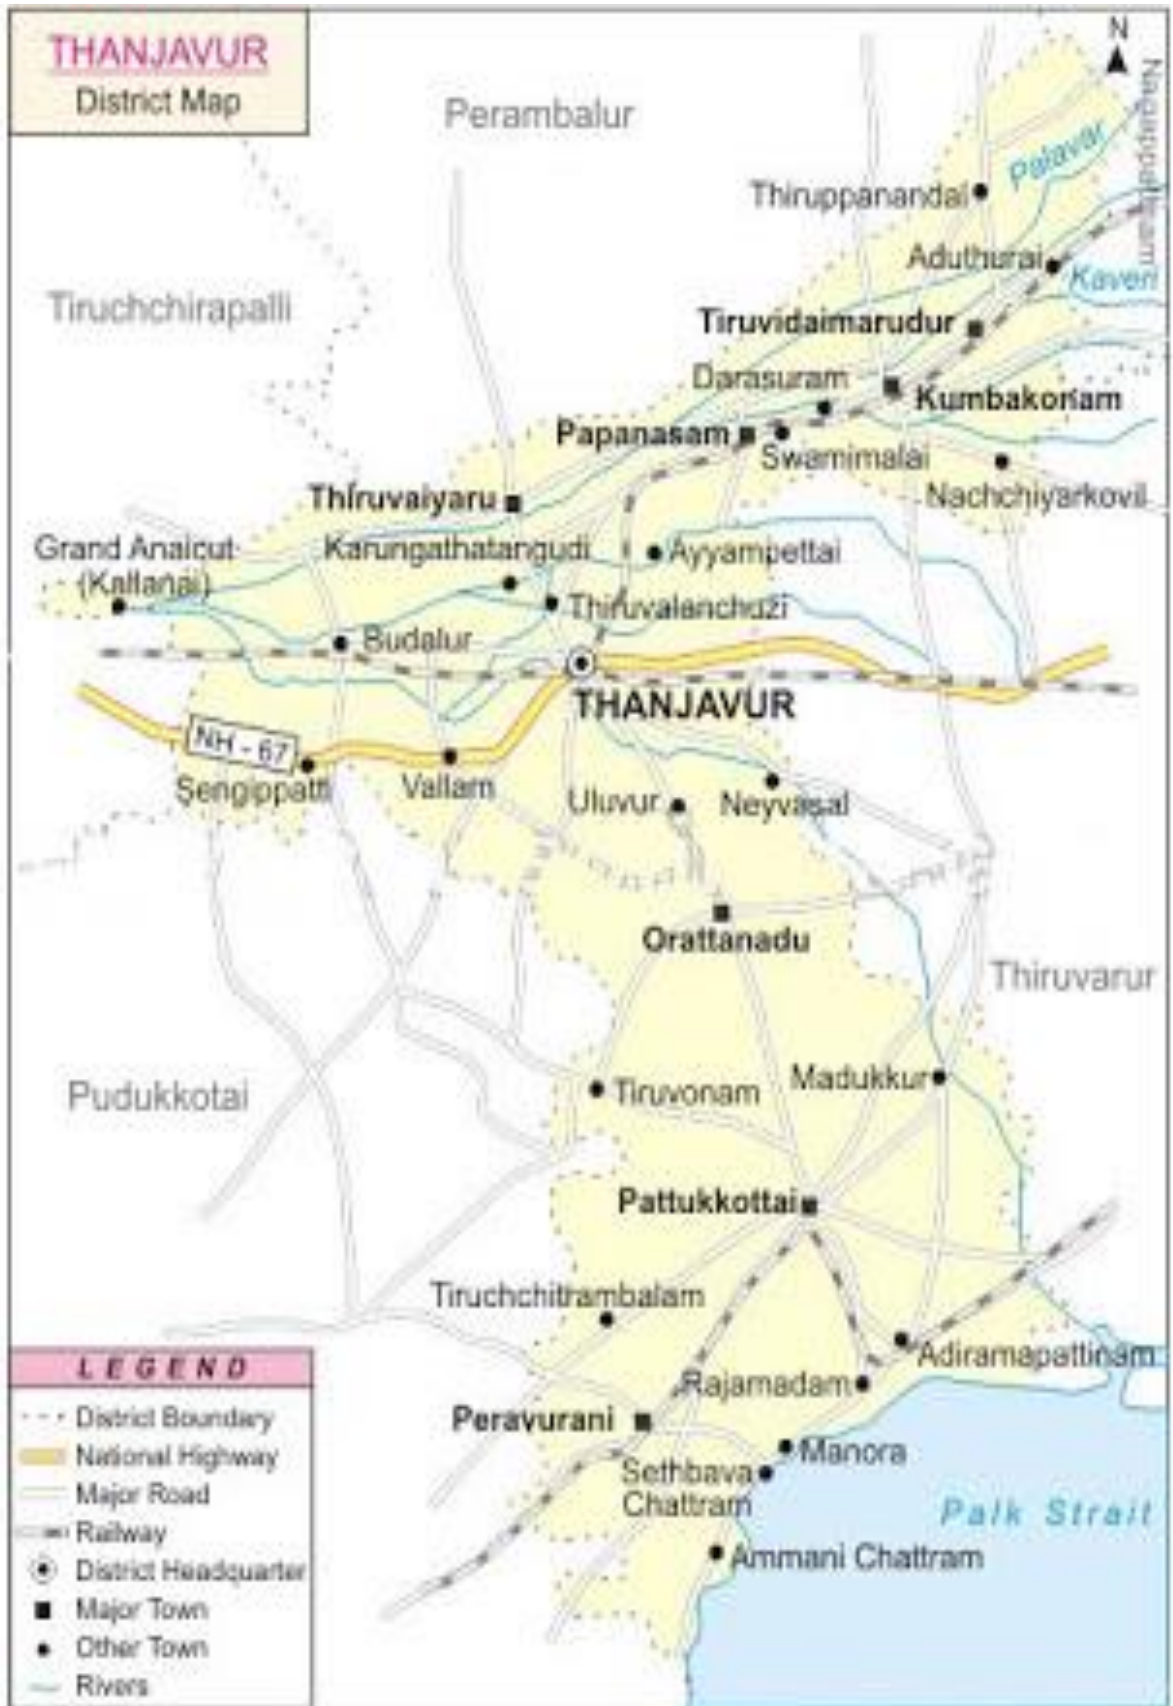 THANJAVUR
District Map
N
Perambalur
Nagappattinam
Palavar
Thiruppanandal
Aduthurai
Kaveri
Tiruchchirapalli
Tiruvidaimarudur
Darasuram
Kumbakonam
Papanasam
Swamimalai
Nachchiyarkovil
Thiruvaiyaru
Grand Anaicut
(Kallanai)
Karungathatangudi
Ayyampettai
Thiruvalanchuzi
Budalur
THANJAVUR
NH - 67
Sengippatti
Vallam
Uluvur
Neyvasal
Orattanadu
Thiruvarur
Pudukkotai
Tiruvonam
Madukkur
Pattukkottai
Tiruchchitrambalam
Adiramapattinam
Rajamadam
Peravurani
Manora
Sethbava
Chattram
Palk Strait
Ammani Chattram
LEGEND
District Boundary
National Highway
Major Road
Railway
District Headquarter
Major Town
Other Town
Rivers